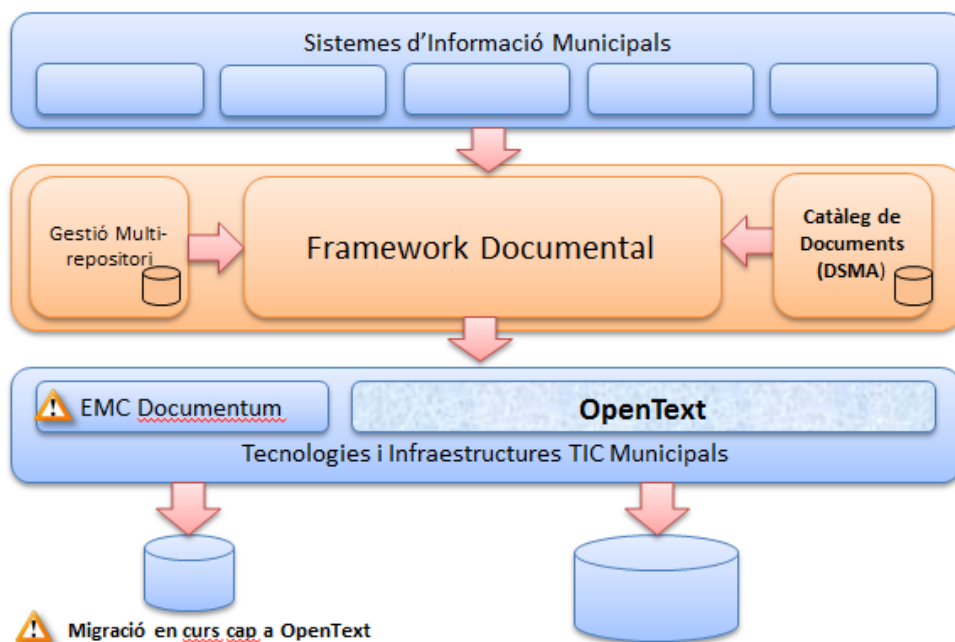 Sistemes d'Informació Municipals
Gestió Multi-
repositori
Framework Documental
Catàleg de
Documents
(DSMA)
EMC Documentum
OpenText
Tecnologies i Infraestructures TIC Municipals
Migració en curs cap a OpenText